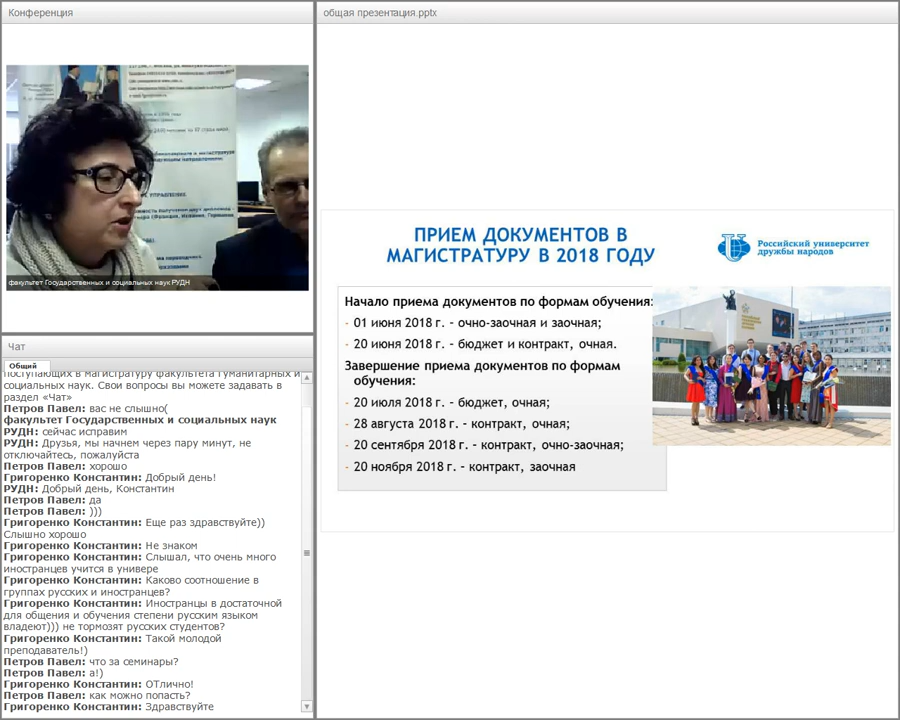 Конференция
факультет Государственных и социальных наук РУДН
Чат
Общий
поступающих в магистратуру факультета гуманитарных и
социальных наук. Свои вопросы вы можете задавать в
раздел «Чат»
Петров Павел: вас не слышно(
факультет Государственных и социальных наук
РУДН: сейчас исправим
РУДН: Друзья, мы начнем через пару минут, не
отключайтесь, пожалуйста
Петров Павел: хорошо
Григоренко Константин: Добрый день!
РУДН: Добрый день, Константин
Петров Павел: да
Петров Павел: )))
Григоренко Константин: Еще раз здравствуйте))
Слышно хорошо
Григоренко Константин: Не знаком
Григоренко Константин: Слышал, что очень много
иностранцев учится в универе
Григоренко Константин: Каково соотношение в
группах русских и иностранцев?
Григоренко Константин: Иностранцы в достаточной
для общения и обучения степени русским языком
владеют))) не тормозят русских студентов?
Григоренко Константин: Такой молодой
преподаватель!)
Петров Павел: что за семинары?
Петров Павел: а!)
Григоренко Константин: ОТлично!
Петров Павел: как можно попасть?
Григоренко Константин: Здравствуйте
общая презентация.pptx
ПРИЕМ ДОКУМЕНТОВ В
МАГИСТРАТУРУ В 2018 ГОДУ
Российский университет
дружбы народов
Начало приема документов по формам обучения:
- 01 июня 2018 г. – очно-заочная и заочная;
- 20 июня 2018 г. – бюджет и контракт, очная.
Завершение приема документов по формам
обучения:
- 20 июля 2018 г. – бюджет, очная;
- 28 августа 2018 г. – контракт, очная;
- 20 сентября 2018 г. – контракт, очно-заочная;
- 20 ноября 2018 г. – контракт, заочная